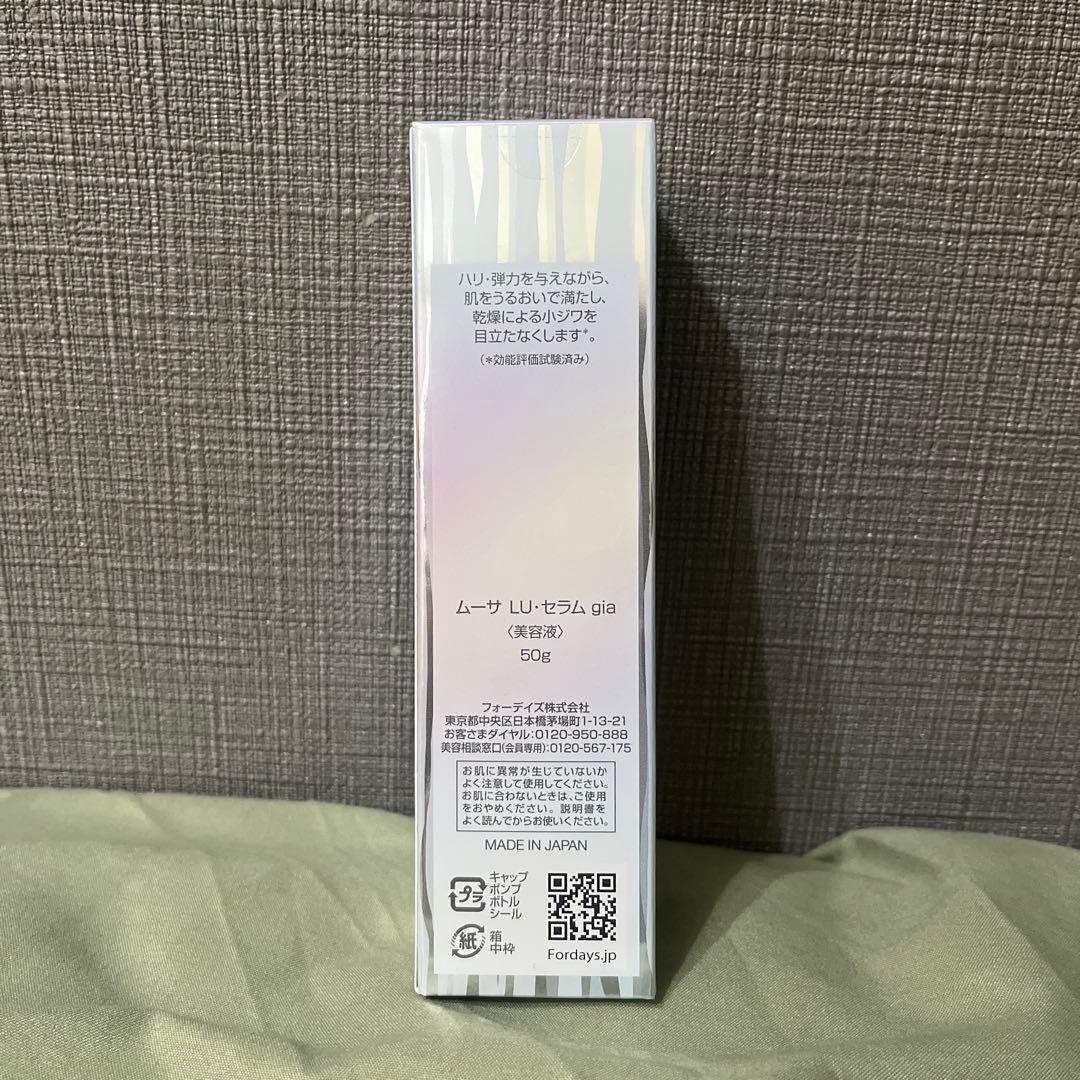 ハリ・弾力を与えながら、
肌をうるおいで満たし、
乾燥による小ジワを
目立たなくします*。
(*効能評価試験済み)
ムーサ LU・セラム gia
〈美容液〉
50g
フォーデイズ株式会社
東京都中央区日本橋茅場町1-13-21
お客さまダイヤル:0120-950-888
美容相談窓口(会員専用):0120-567-175
お肌に異常が生じていないか
よく注意して使用してください。
お肌に合わないときは、ご使用
をおやめください。説明書を
よく読んでからお使いください。
MADE IN JAPAN
プラ
キャップ
ポンプ
ボトル
シール
紙
箱
中枠
Fordays.jp